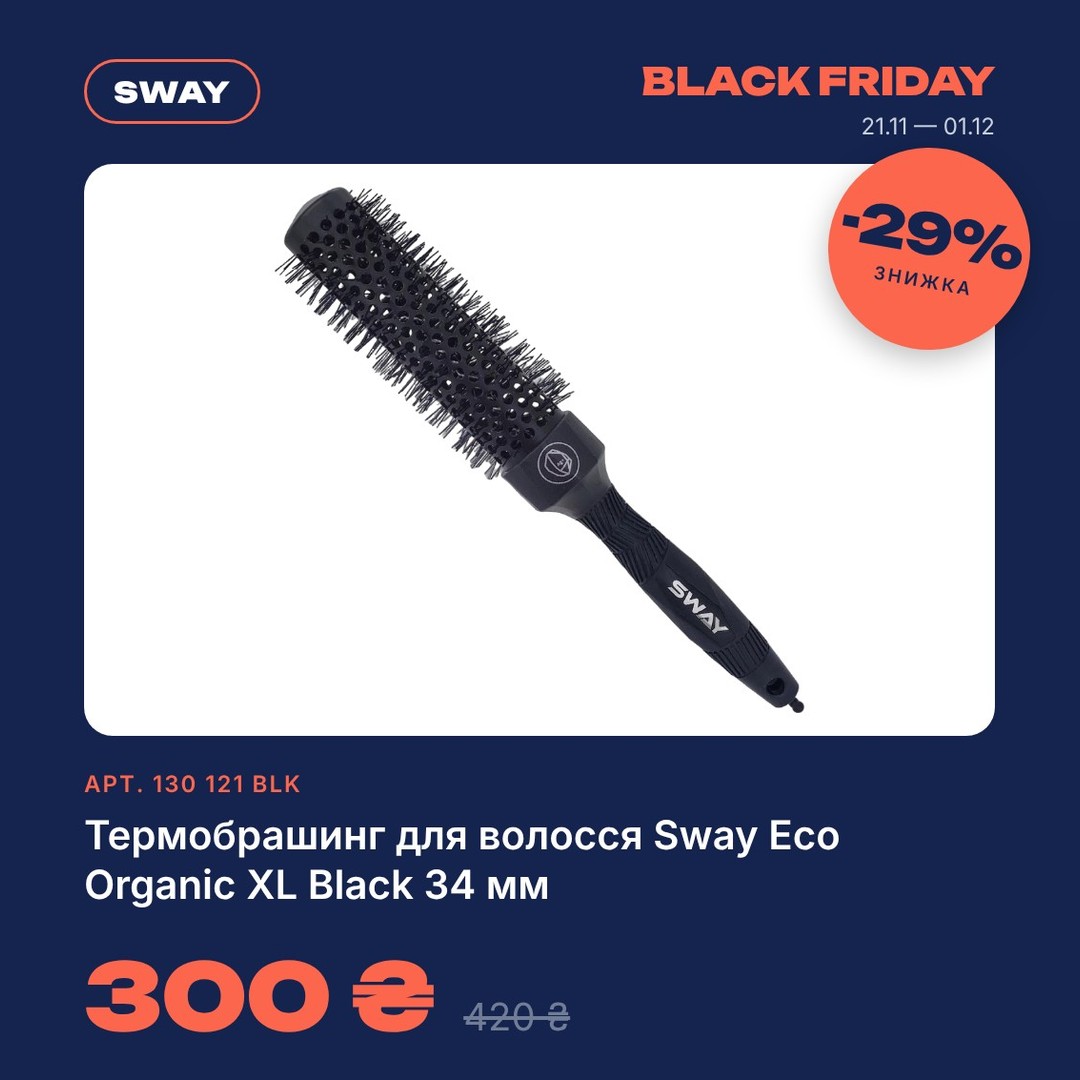 SWAY
BLACK FRIDAY
21.11 — 01.12
-29%
ЗНИЖКА
SWAY
АРТ. 130 121 BLK
Термобрашинг для волосся Sway Eco
Organic XL Black 34 мм
300 ₴
420 ₴